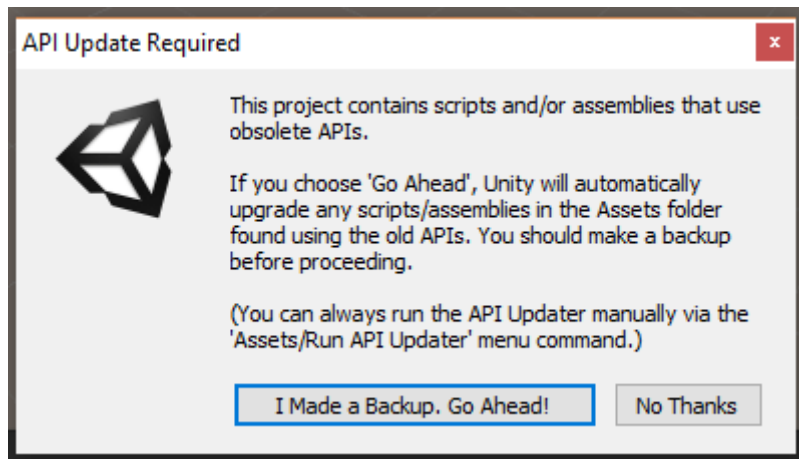 API Update Required
x
This project contains scripts and/or assemblies that use
obsolete APIs.
If you choose 'Go Ahead', Unity will automatically
upgrade any scripts/assemblies in the Assets folder
found using the old APIs. You should make a backup
before proceeding.
(You can always run the API Updater manually via the
'Assets/Run API Updater' menu command.)
I Made a Backup. Go Ahead!
No Thanks